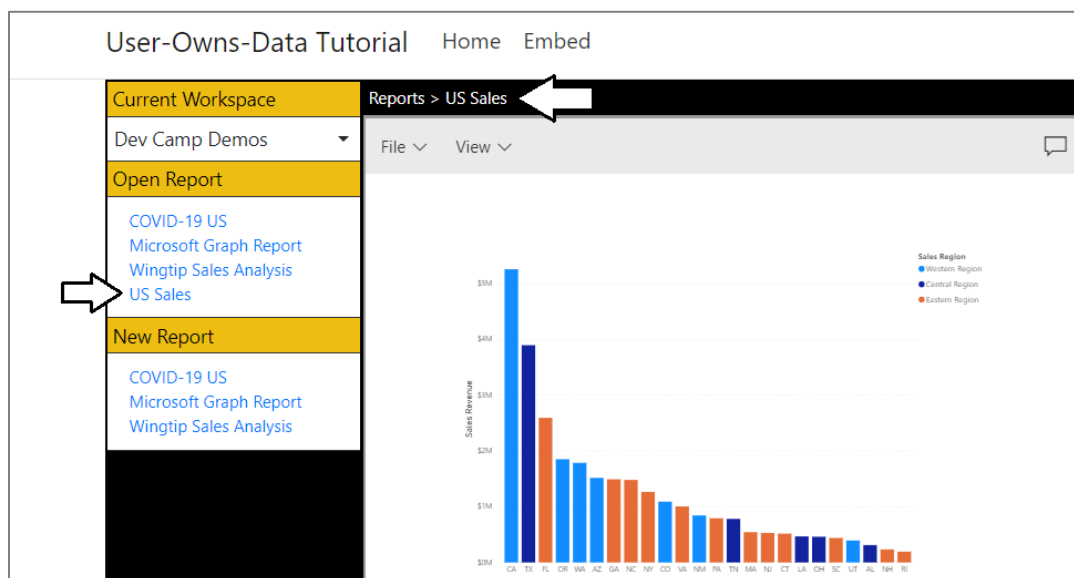 User-Owns-Data Tutorial Home Embed
Current Workspace
Dev Camp Demos
Open Report
COVID-19 US
Microsoft Graph Report
Wingtip Sales Analysis
US Sales
New Report
COVID-19 US
Microsoft Graph Report
Wingtip Sales Analysis
Reports > US Sales
File View
Sales Region
Western Region
Central Region
Eastern Region
Sales Revenue
$5M
$4M
$3M
$2M
$1M
$0M
CA TX FL OR WA AZ GA NC NY CO VA NM PA TN MA NJ CT LA OH SC UT AL NH RI